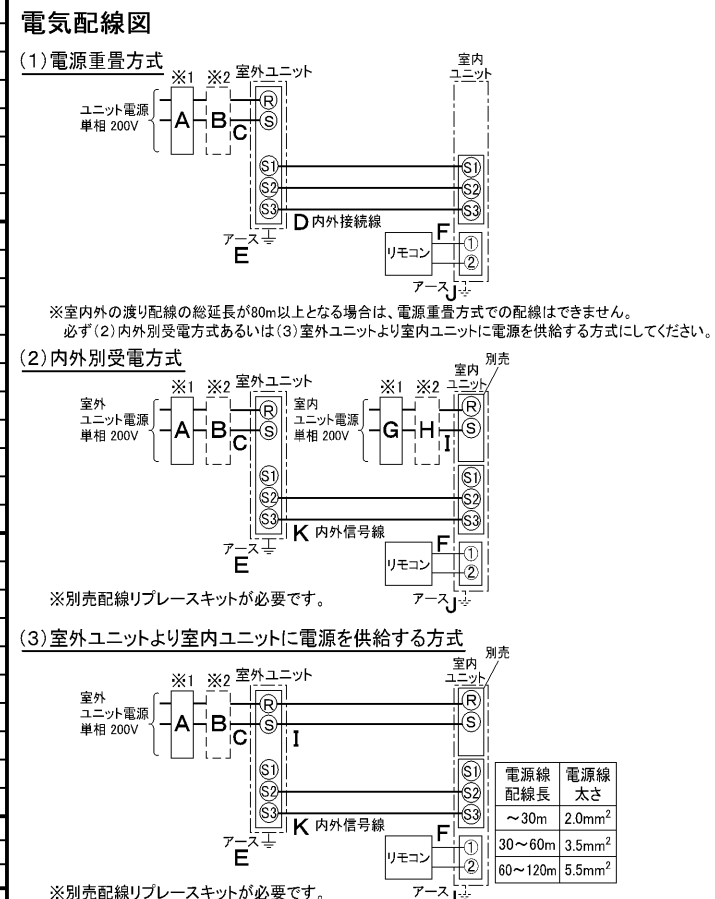 電気配線図
(1)電源重畳方式
※1 ※2 室外ユニット
室内
ユニット
ユニット電源
単相 200V
A B C
R
S
S1 S1
S2 S2
S3 S3
D 内外接続線
アース
E
リモコン
F
①
②
アース J
※室内外の渡り配線の総延長が80m以上となる場合は、電源重畳方式での配線はできません。
必ず(2)内外別受電方式あるいは(3)室外ユニットより室内ユニットに電源を供給する方式にしてください。
(2)内外別受電方式
別売
※1 ※2 室外ユニット
※1 ※2
室内
ユニット
室外
ユニット電源
単相 200V
A B C
R
S
室内
ユニット電源
単相 200V
G H I
R
S
S1 S1
S2 S2
S3 S3
K 内外信号線
アース
E
リモコン
F
①
②
アース J
※別売配線リプレースキットが必要です。
(3)室外ユニットより室内ユニットに電源を供給する方式
別売
※1 ※2 室外ユニット
室内
ユニット
室外
ユニット電源
単相 200V
A B C
R R
S S
I
S1 S1
S2 S2
S3 S3
K 内外信号線
アース
E
リモコン
F
①
②
アース J
電源線 電源線
配線長 太さ
～30m 2.0mm²
30～60m 3.5mm²
60～120m 5.5mm²
※別売配線リプレースキットが必要です。